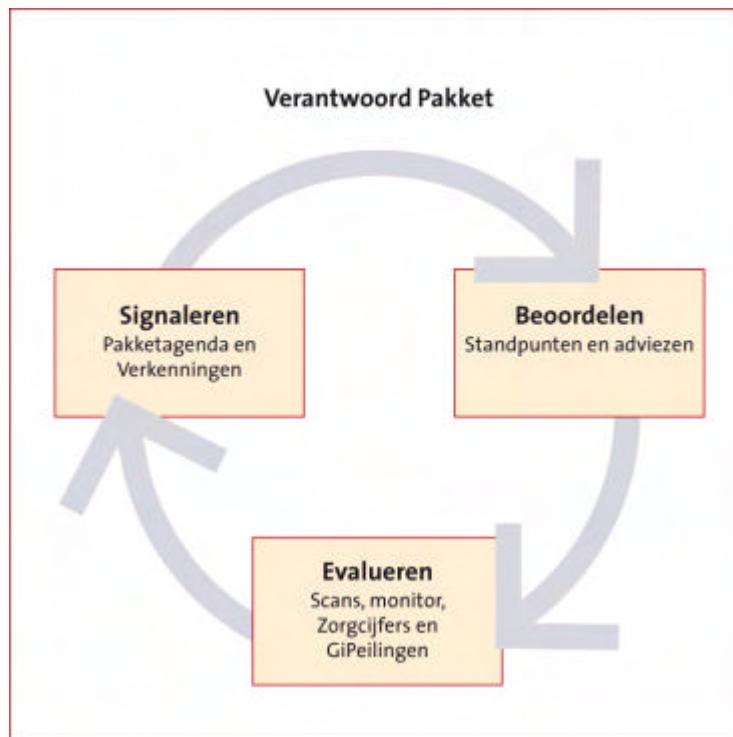 Verantwoord Pakket
Signaleren
Pakketagenda en
Verkenningen
Beoordelen
Standpunten en adviezen
Evalueren
Scans, monitor,
Zorgcijfers en
GiPeilingen